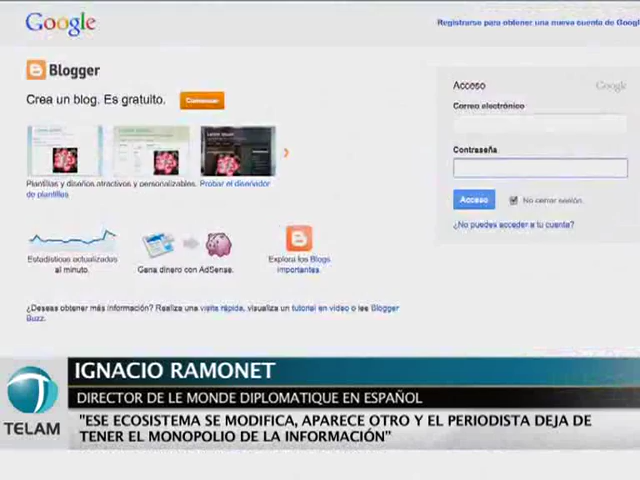 Google
Registrarse para obtener una nueva cuenta de Googl
Blogger
Crea un blog. Es gratuito.
Comenzar
Acceso
Google
Correo electrónico
Contraseña
Acceso
No cerrar sesión.
¿No puedes acceder a tu cuenta?
Plantillas y diseños atractivos y personalizables. Probar el diseñador
de plantillas
Estadísticas actualizadas
al minuto.
Gana dinero con AdSense.
Explora los Blogs
importantes.
¿Deseas obtener más información? Realiza una visita rápida, visualiza un tutorial en vídeo o lee Blogger
Buzz.
IGNACIO RAMONET
DIRECTOR DE LE MONDE DIPLOMATIQUE EN ESPAÑOL
TELAM
"ESE ECOSISTEMA SE MODIFICA, APARECE OTRO Y EL PERIODISTA DEJA DE
TENER EL MONOPOLIO DE LA INFORMACIÓN"